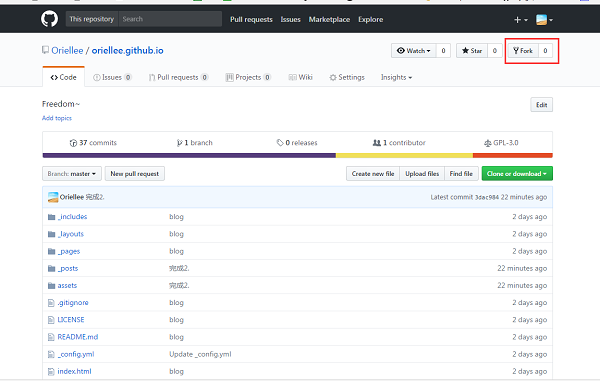 This repository Search Pull requests Issues Marketplace Explore
Oriellee / oriellee.github.io Watch 0 Star 0 Fork 0
Code Issues 0 Pull requests 0 Projects 0 Wiki Settings Insights
Freedom~ Edit
Add topics
37 commits 1 branch 0 releases 1 contributor GPL-3.0
Branch: master New pull request Create new file Upload files Find file Clone or download
Oriellee 完成2. Latest commit 3dac984 22 minutes ago
_includes blog 2 days ago
_layouts blog 2 days ago
_pages blog 2 days ago
_posts 完成2. 22 minutes ago
assets 完成2. 22 minutes ago
.gitignore blog 2 days ago
LICENSE blog 2 days ago
README.md blog 2 days ago
_config.yml Update _config.yml 2 days ago
index.html blog 2 days ago